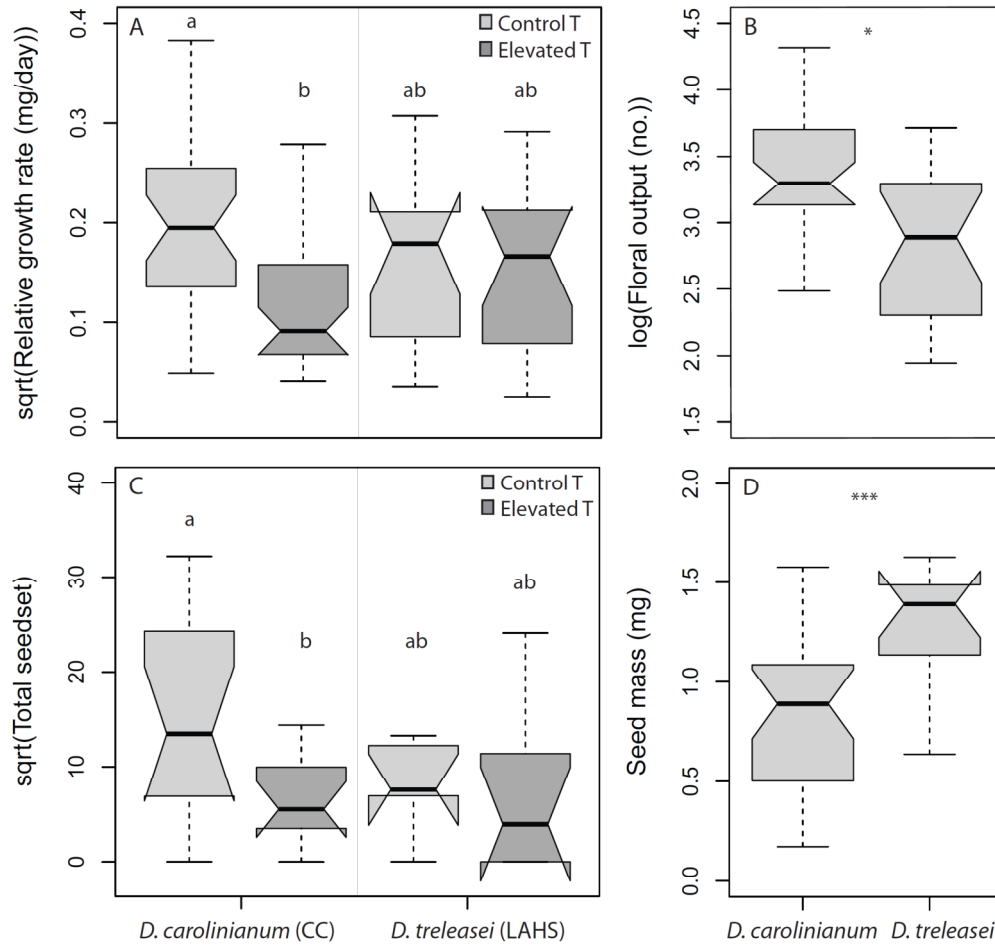 A
Control T
Elevated T
a
b
ab
ab
sqrt(Relative growth rate (mg/day))
0.4
0.3
0.2
0.1
0.0
B
*
log(Floral output (no.))
4.5
4.0
3.5
3.0
2.5
2.0
1.5
C
Control T
Elevated T
a
b
ab
ab
sqrt(Total seedset)
40
30
20
10
0
D. carolinianum (CC)
D. treleasei (LAHS)
D
***
Seed mass (mg)
2.0
1.5
1.0
0.5
0.0
D. carolinianum
D. treleasei